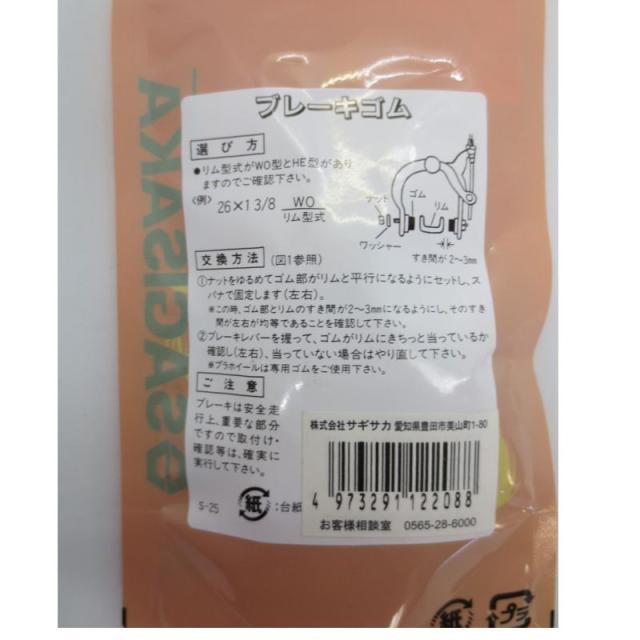 SAGISAKA
ブレーキゴム
選び方
●リム型式がWO型とHE型があり
ますのでご確認下さい。
〈例〉 26×1 3/8 WO
リム型式
ナット
ゴム
リム
ワッシャー
すき間が2〜3mm
交換方法 (図1参照)
①ナットをゆるめてゴム部がリムと平行になるようにセットし、ス
パナで固定します(左右)。
※この時、ゴム部とリムのすき間が2〜3mmになるようにし、そのすき
間が左右が均等であることを確認して下さい。
②ブレーキレバーを握って、ゴムがリムにきちっと当っているか
確認し(左右)、当っていない場合はやり直して下さい。
※プラホイールは専用ゴムをご使用下さい。
ご注意
ブレーキは安全走
行上、重要な部分
ですので取付け・
確認等は、確実に
実行して下さい。
S-25
紙 :台紙
株式会社サギサカ 愛知県豊田市美山町1-80
4 973291 122088
お客様相談室 0565-28-6000
紙 プラ